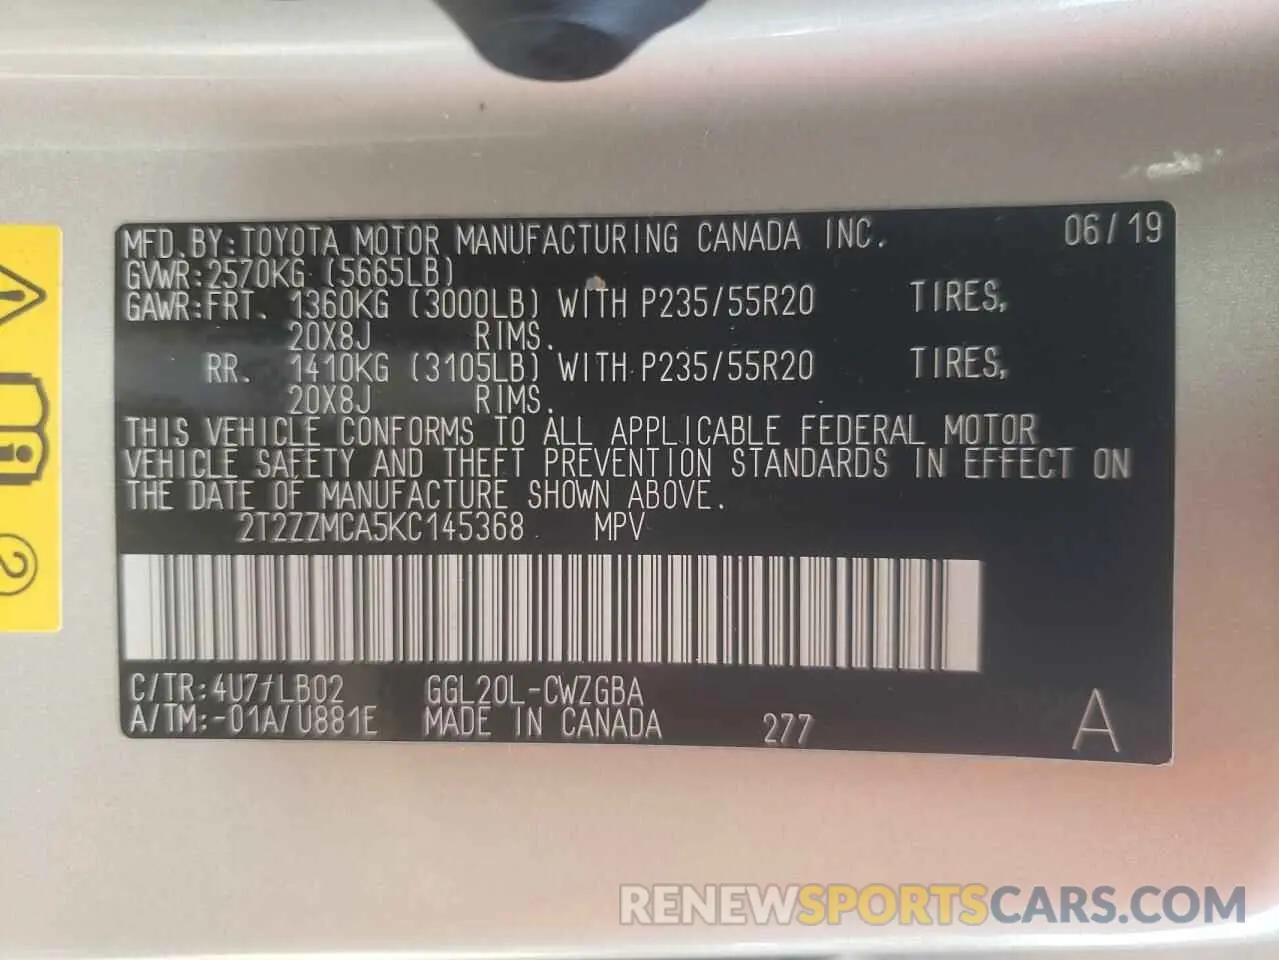 MFD.BY:TOYOTA MOTOR MANUFACTURING CANADA INC. 06/19
GVWR:2570KG (5665LB)
GAWR:FRT. 1360KG (3000LB) WITH P235/55R20 TIRES,
20X8J RIMS.
RR. 1410KG (3105LB) WITH P235/55R20 TIRES,
20X8J RIMS.
THIS VEHICLE CONFORMS TO ALL APPLICABLE FEDERAL MOTOR
VEHICLE SAFETY AND THEFT PREVENTION STANDARDS IN EFFECT ON
THE DATE OF MANUFACTURE SHOWN ABOVE.
2T2ZZMCA5KC145368 MPV
C/TR:4U7/LB02 GGL20L-CWZGBA
A/TM:-01A/U881E MADE IN CANADA 277 A
2
RENEWSPORTSCARS.COM